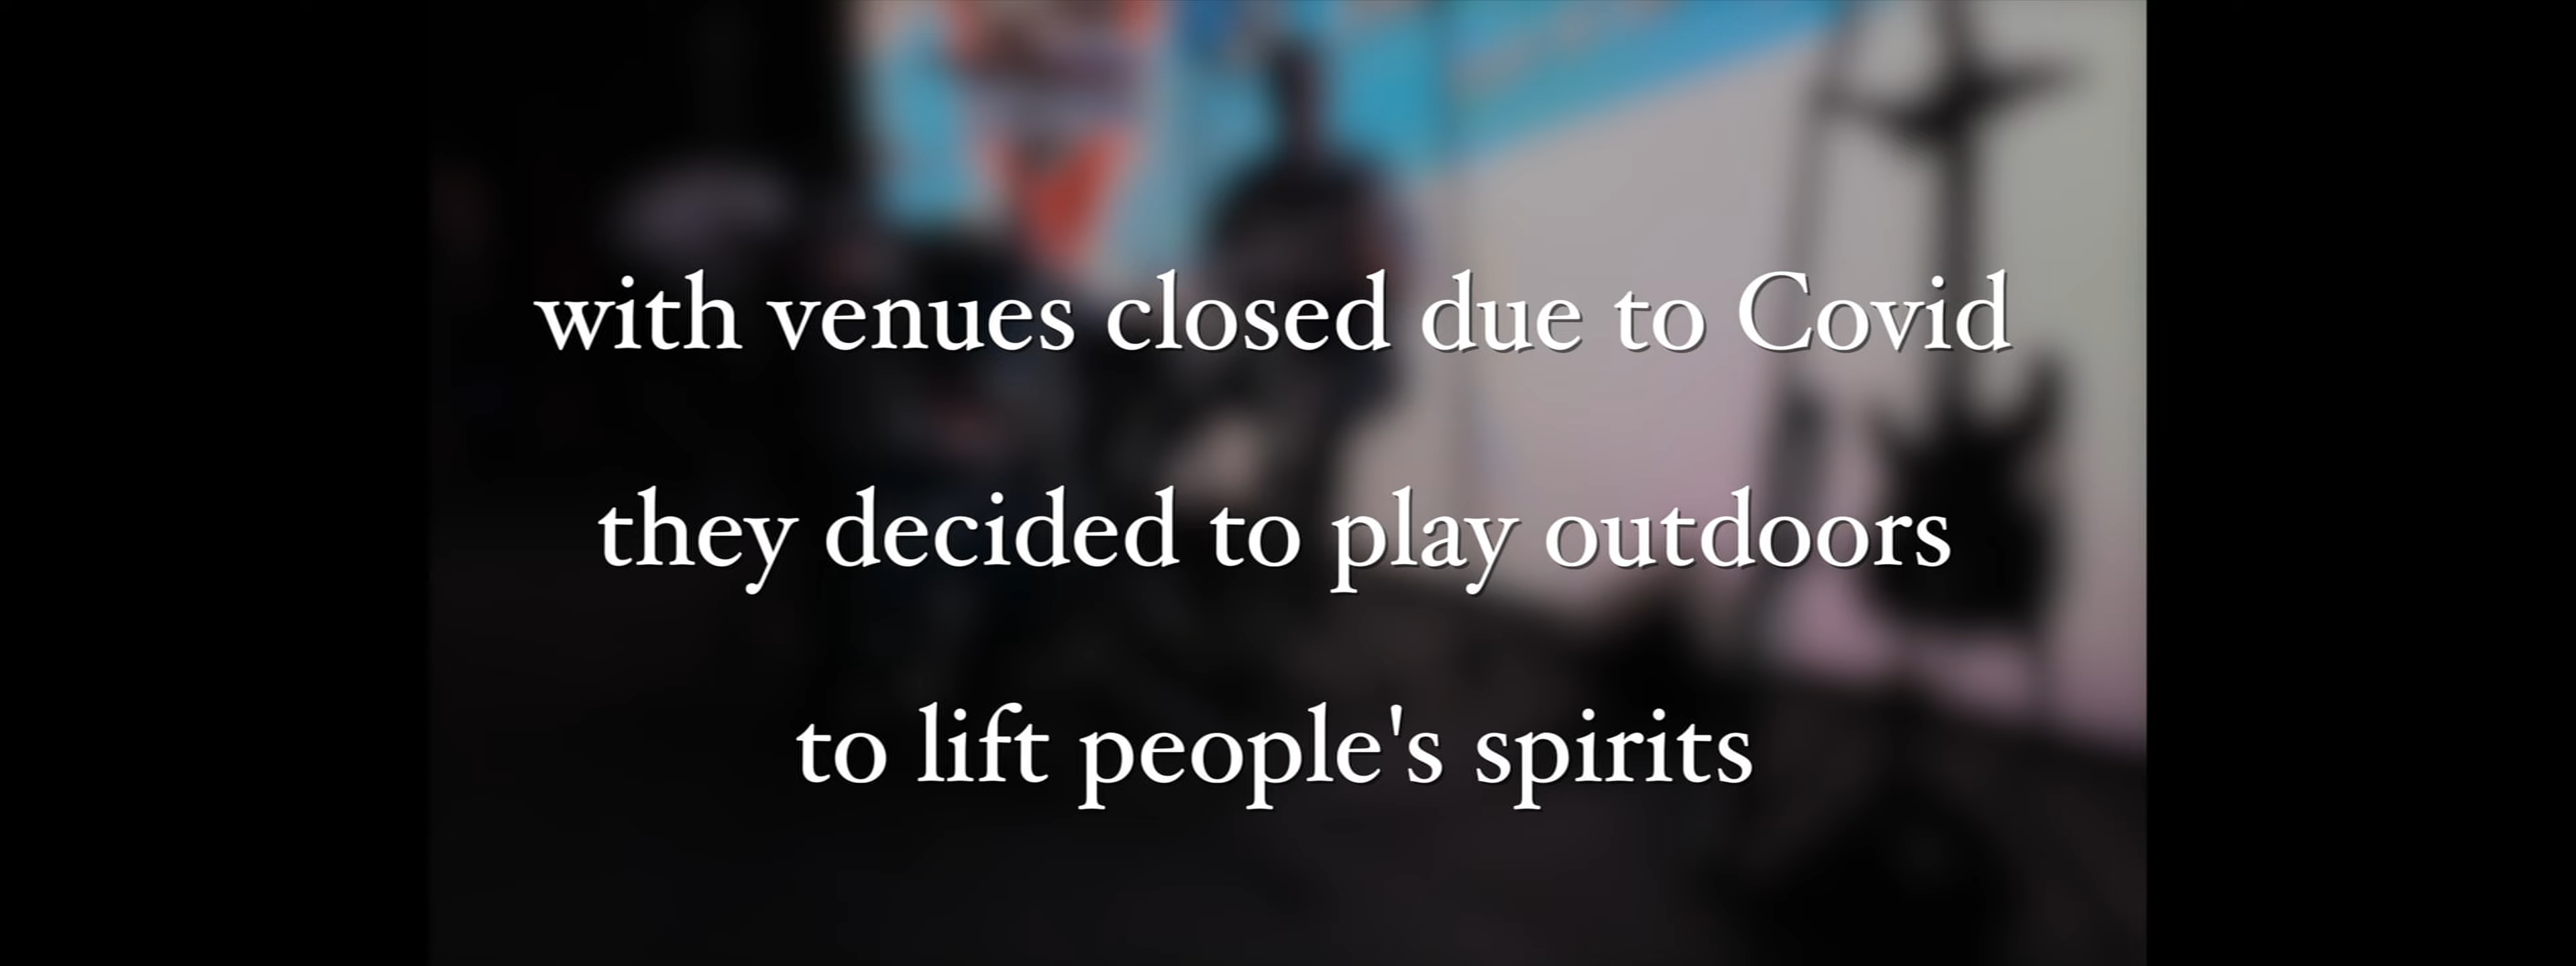 with venues closed due to Covid
they decided to play outdoors
to lift people's spirits